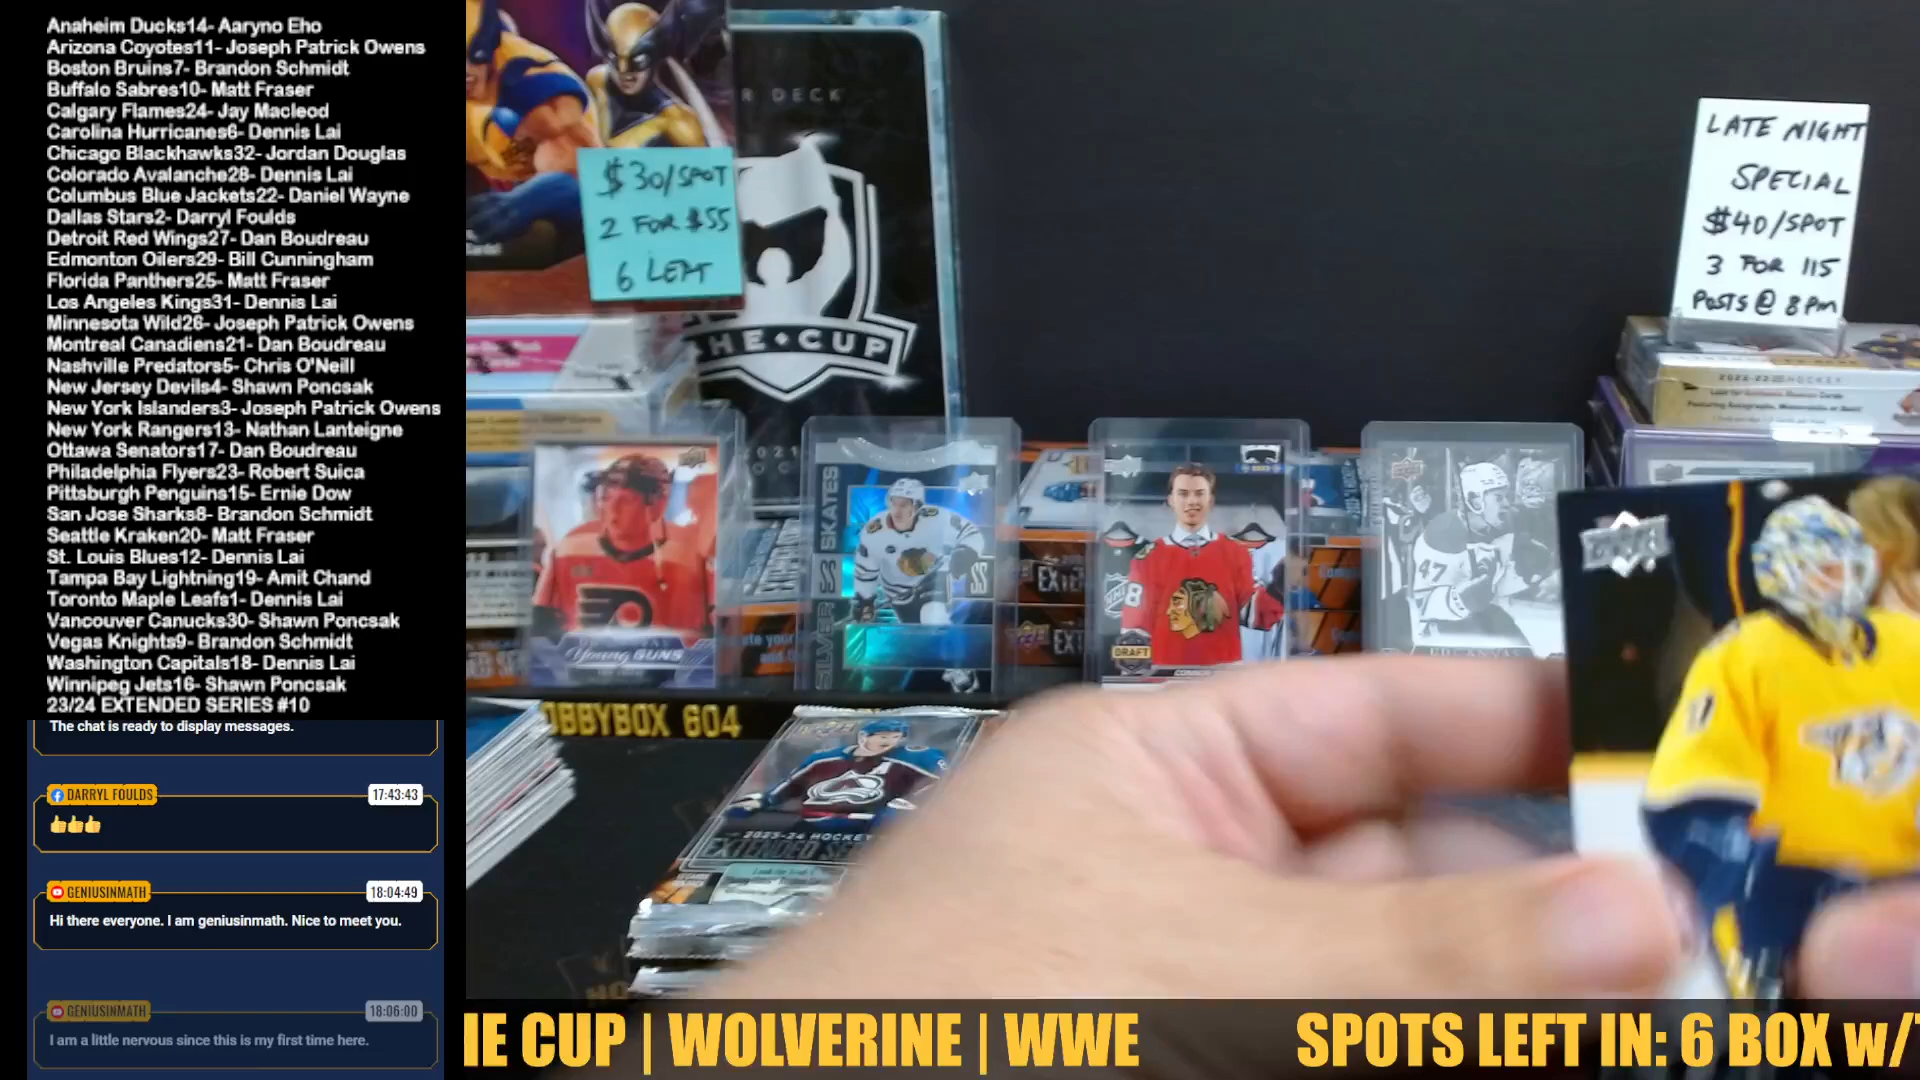 Anaheim Ducks14- Aaryno Eho
Arizona Coyotes11- Joseph Patrick Owens
Boston Bruins7- Brandon Schmidt
Buffalo Sabres10- Matt Fraser
Calgary Flames24- Jay Macleod
Carolina Hurricanes6- Dennis Lai
Chicago Blackhawks32- Jordan Douglas
Colorado Avalanche28- Dennis Lai
Columbus Blue Jackets22- Daniel Wayne
Dallas Stars2- Darryl Foulds
Detroit Red Wings27- Dan Boudreau
Edmonton Oilers29- Bill Cunningham
Florida Panthers25- Matt Fraser
Los Angeles Kings31- Dennis Lai
Minnesota Wild26- Joseph Patrick Owens
Montreal Canadiens21- Dan Boudreau
Nashville Predators5- Chris O'Neill
New Jersey Devils4- Shawn Poncsak
New York Islanders3- Joseph Patrick Owens
New York Rangers13- Nathan Lanteigne
Ottawa Senators17- Dan Boudreau
Philadelphia Flyers23- Robert Suica
Pittsburgh Penguins15- Ernie Dow
San Jose Sharks8- Brandon Schmidt
Seattle Kraken20- Matt Fraser
St. Louis Blues12- Dennis Lai
Tampa Bay Lightning19- Amit Chand
Toronto Maple Leafs1- Dennis Lai
Vancouver Canucks30- Shawn Poncsak
Vegas Knights9- Brandon Schmidt
Washington Capitals18- Dennis Lai
Winnipeg Jets16- Shawn Poncsak
23/24 EXTENDED SERIES #10
The chat is ready to display messages.
DARRYL FOULDS
17:43:43
👍👍👍
GENIUSINMATH
18:04:49
Hi there everyone. I am geniusinmath. Nice to meet you.
GENIUSINMATH
18:06:00
I am a little nervous since this is my first time here.
R DECK
$30/SPOT
2 FOR $55
6 LEFT
HE CUP
LATE NIGHT
SPECIAL
$40/SPOT
3 FOR 115
POSTS @ 8pm
2022-23 HOCKEY
SILVER SKATES
Young GUNS
DRAFT
47
OBBYBOX 604
2023-24 HOCKEY
EXTENDED SE
IE CUP | WOLVERINE | WWE
SPOTS LEFT IN: 6 BOX w/